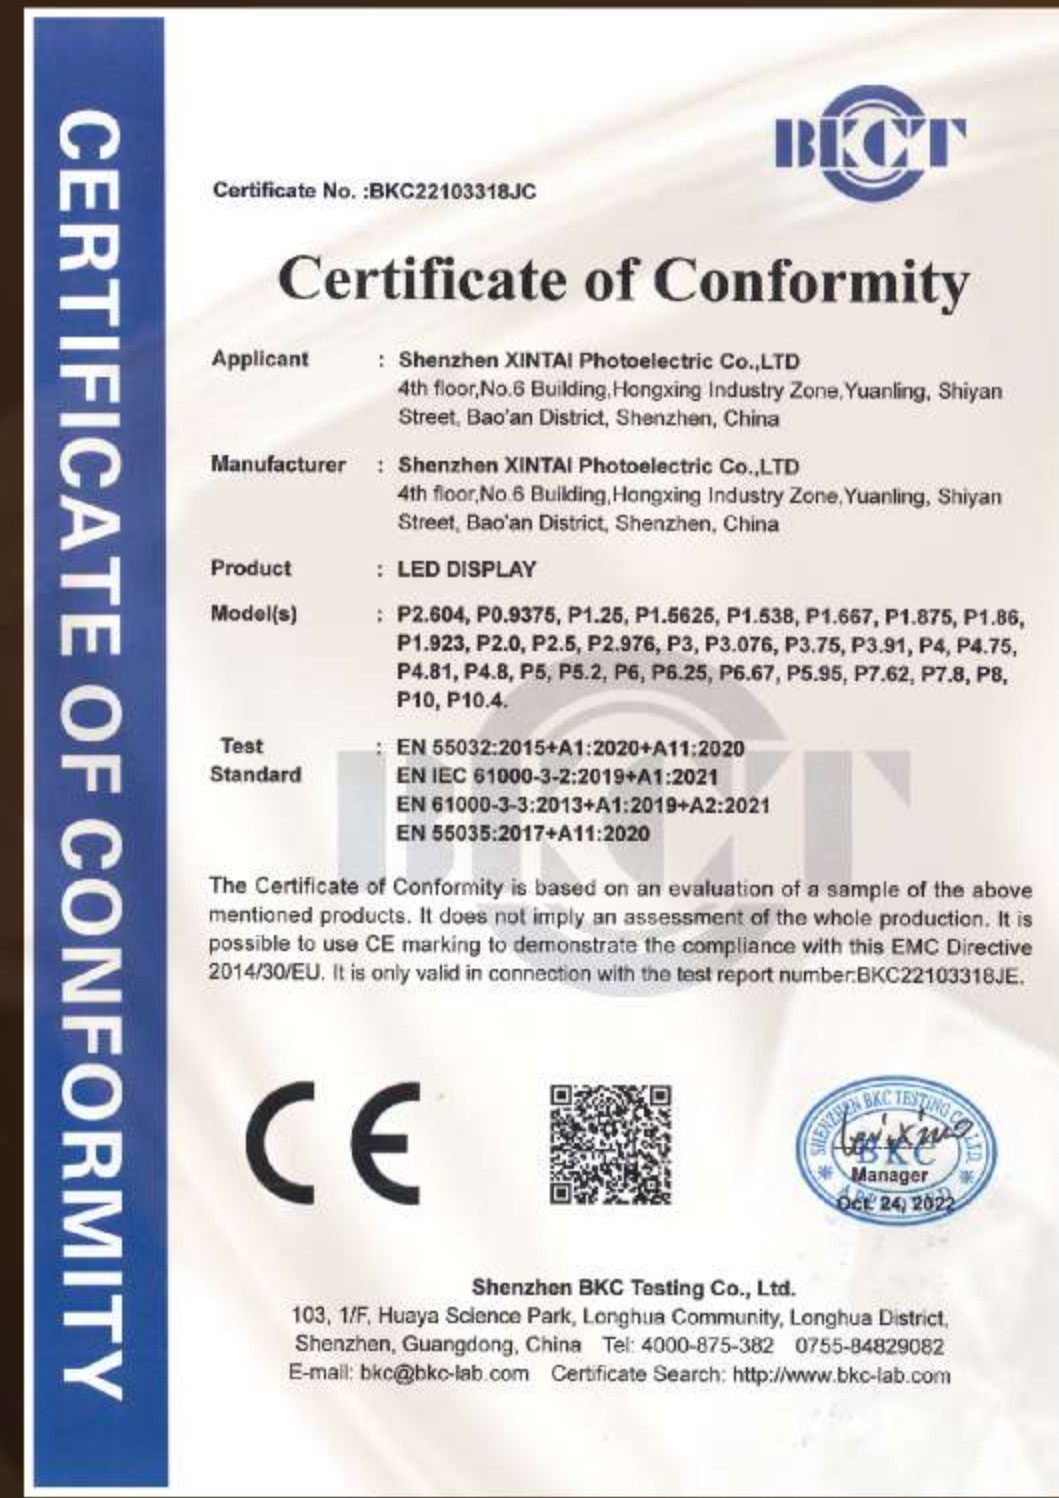 CERTIFICATE OF CONFORMITY
BKCT
Certificate No. :BKC22103318JC
Certificate of Conformity
Applicant : Shenzhen XINTAI Photoelectric Co.,LTD
4th floor,No.6 Building,Hongxing Industry Zone,Yuanling, Shiyan
Street, Bao'an District, Shenzhen, China
Manufacturer : Shenzhen XINTAI Photoelectric Co.,LTD
4th floor,No.6 Building,Hongxing Industry Zone,Yuanling, Shiyan
Street, Bao'an District, Shenzhen, China
Product : LED DISPLAY
Model(s) : P2.604, P0.9375, P1.25, P1.5625, P1.538, P1.667, P1.875, P1.86,
P1.923, P2.0, P2.5, P2.976, P3, P3.076, P3.75, P3.91, P4, P4.75,
P4.81, P4.8, P5, P5.2, P6, P6.25, P6.67, P5.95, P7.62, P7.8, P8,
P10, P10.4.
Test : EN 55032:2015+A1:2020+A11:2020
Standard EN IEC 61000-3-2:2019+A1:2021
EN 61000-3-3:2013+A1:2019+A2:2021
EN 55035:2017+A11:2020
BKCT
The Certificate of Conformity is based on an evaluation of a sample of the above
mentioned products. It does not imply an assessment of the whole production. It is
possible to use CE marking to demonstrate the compliance with this EMC Directive
2014/30/EU. It is only valid in connection with the test report number:BKC22103318JE.
CE
SHENZHEN BKC TESTING CO.,LTD.
BKC
Manager
APPROVED
Oct. 24, 2022
Shenzhen BKC Testing Co., Ltd.
103, 1/F, Huaya Science Park, Longhua Community, Longhua District,
Shenzhen, Guangdong, China Tel: 4000-875-382 0755-84829082
E-mail: bkc@bkc-lab.com Certificate Search: http://www.bkc-lab.com